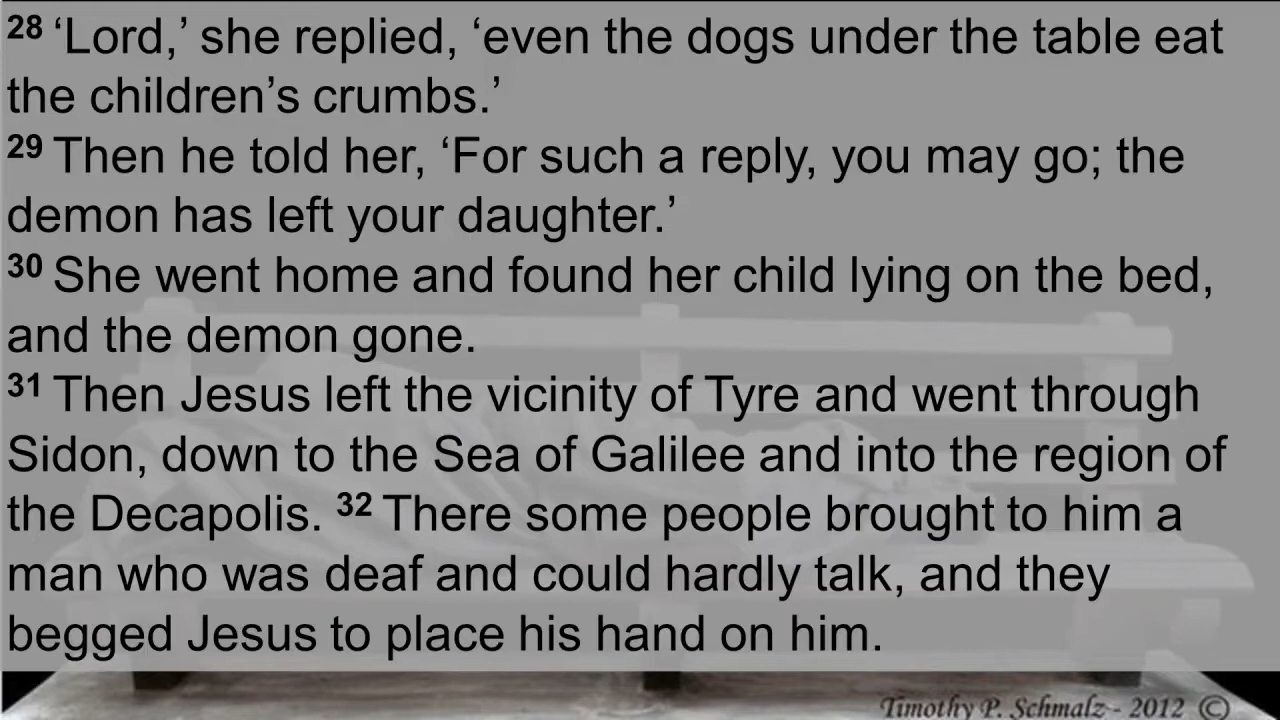 28 ‘Lord,’ she replied, ‘even the dogs under the table eat
the children’s crumbs.’
29 Then he told her, ‘For such a reply, you may go; the
demon has left your daughter.’
30 She went home and found her child lying on the bed,
and the demon gone.
31 Then Jesus left the vicinity of Tyre and went through
Sidon, down to the Sea of Galilee and into the region of
the Decapolis. 32 There some people brought to him a
man who was deaf and could hardly talk, and they
begged Jesus to place his hand on him.
Timothy P. Schmalz - 2012 ©